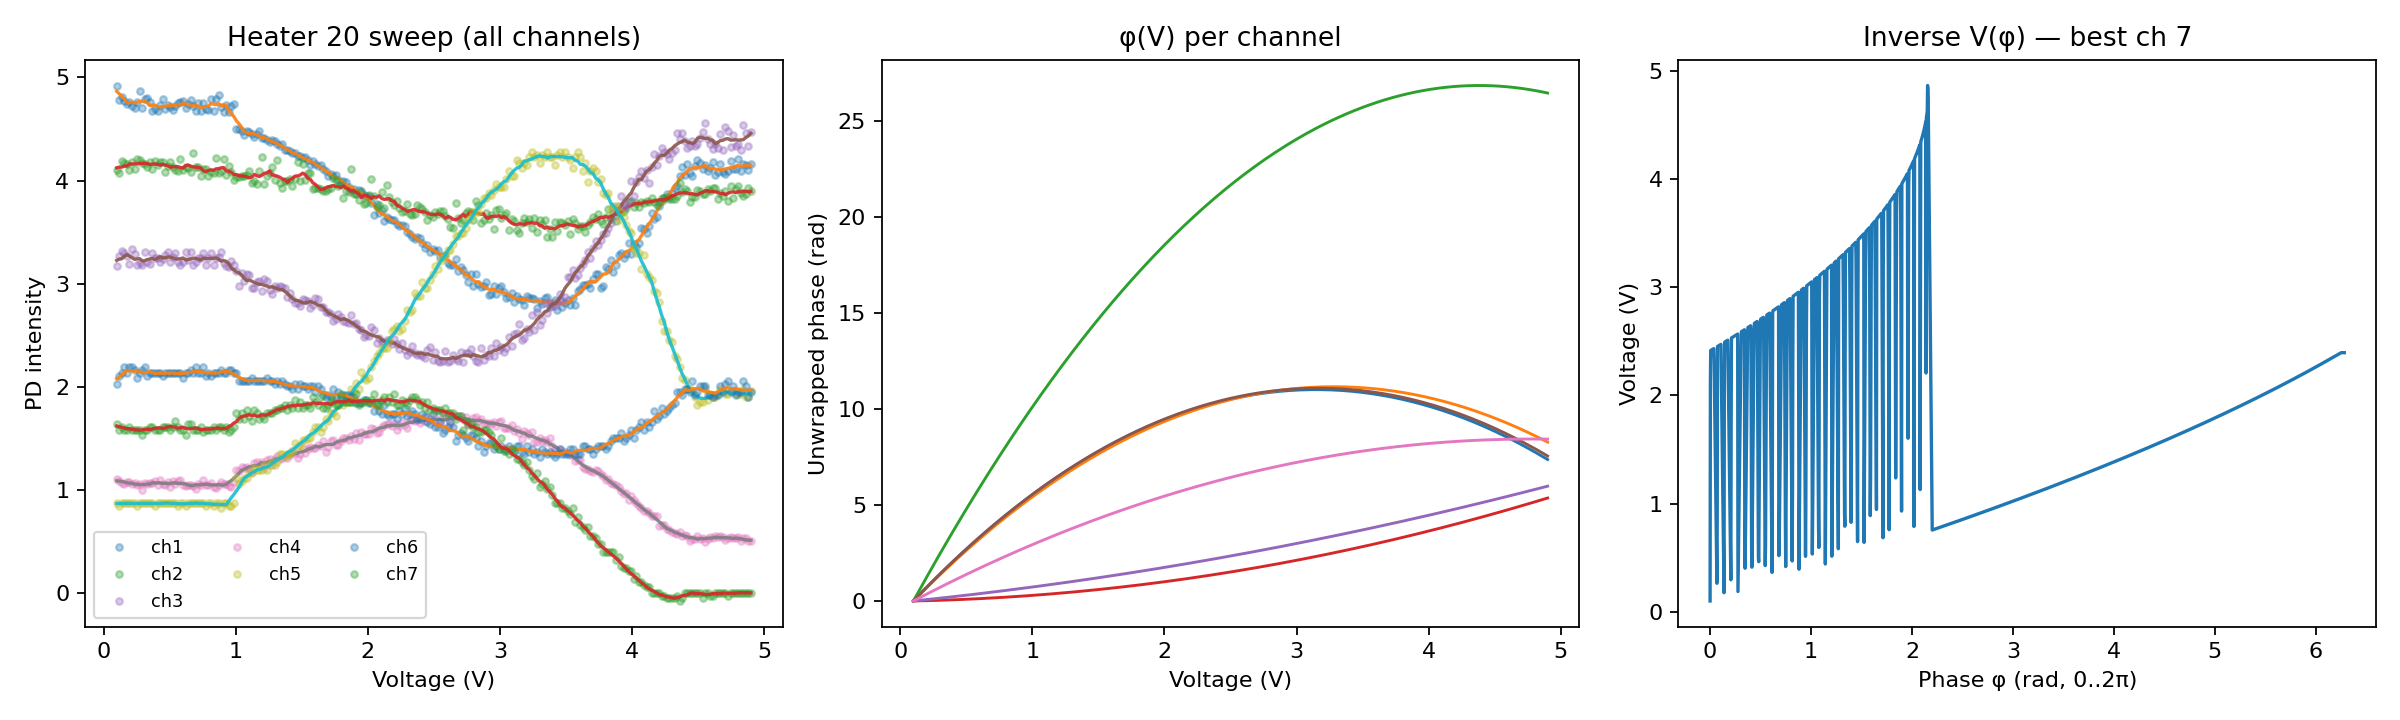 Heater 20 sweep (all channels)
PD intensity
5
4
3
2
1
0
ch1
ch2
ch3
ch4
ch5
ch6
ch7
0 1 2 3 4 5
Voltage (V)
φ(V) per channel
Unwrapped phase (rad)
25
20
15
10
5
0
0 1 2 3 4 5
Voltage (V)
Inverse V(φ) — best ch 7
Voltage (V)
5
4
3
2
1
0
0 1 2 3 4 5 6
Phase φ (rad, 0..2π)